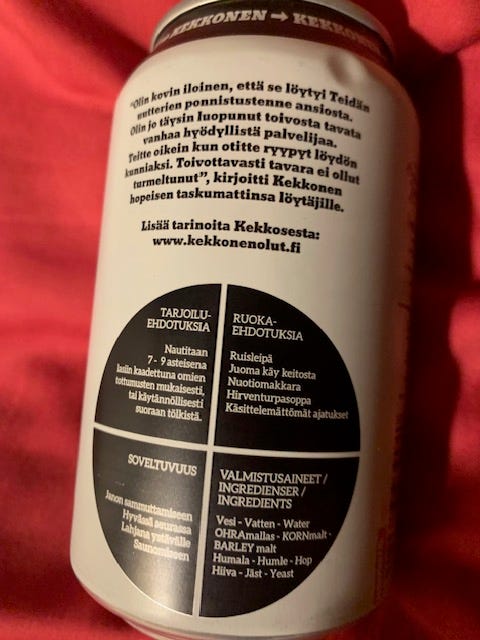 KEKKONEN → KEKKONEN
"Olin kovin iloinen, että se löytyi Teidän
uutterien ponnistustenne ansiosta.
Olin jo täysin luopunut toivosta tavata
vanhaa hyödyllistä palvelijaa.
Teitte oikein kun otitte ryypyt löydön
kunniaksi. Toivottavasti tavara ei ollut
turmeltunut", kirjoitti Kekkonen
hopeisen taskumattinsa löytäjille.
Lisää tarinoita Kekkosesta:
www.kekkonenolut.fi
TARJOILU-
EHDOTUKSIA
Nautitaan
7 - 9 asteisena
lasiin kaadettuna omien
tottumusten mukaisesti,
tai käytännöllisesti
suoraan tölkistä.
RUOKA-
EHDOTUKSIA
Ruisleipä
Juoma käy keitosta
Nuotiomakkara
Hirventurpasoppa
Käsittelemättömät ajatukset
SOVELTUVUUS
Janon sammuttamiseen
Hyvässä seurassa
Lahjana ystävälle
Saunomiseen
VALMISTUSAINEET /
INGREDIENSER /
INGREDIENTS
Vesi - Vatten - Water
OHRAmallas - KORNmalt -
BARLEY malt
Humala - Humle - Hop
Hiiva - Jäst - Yeast